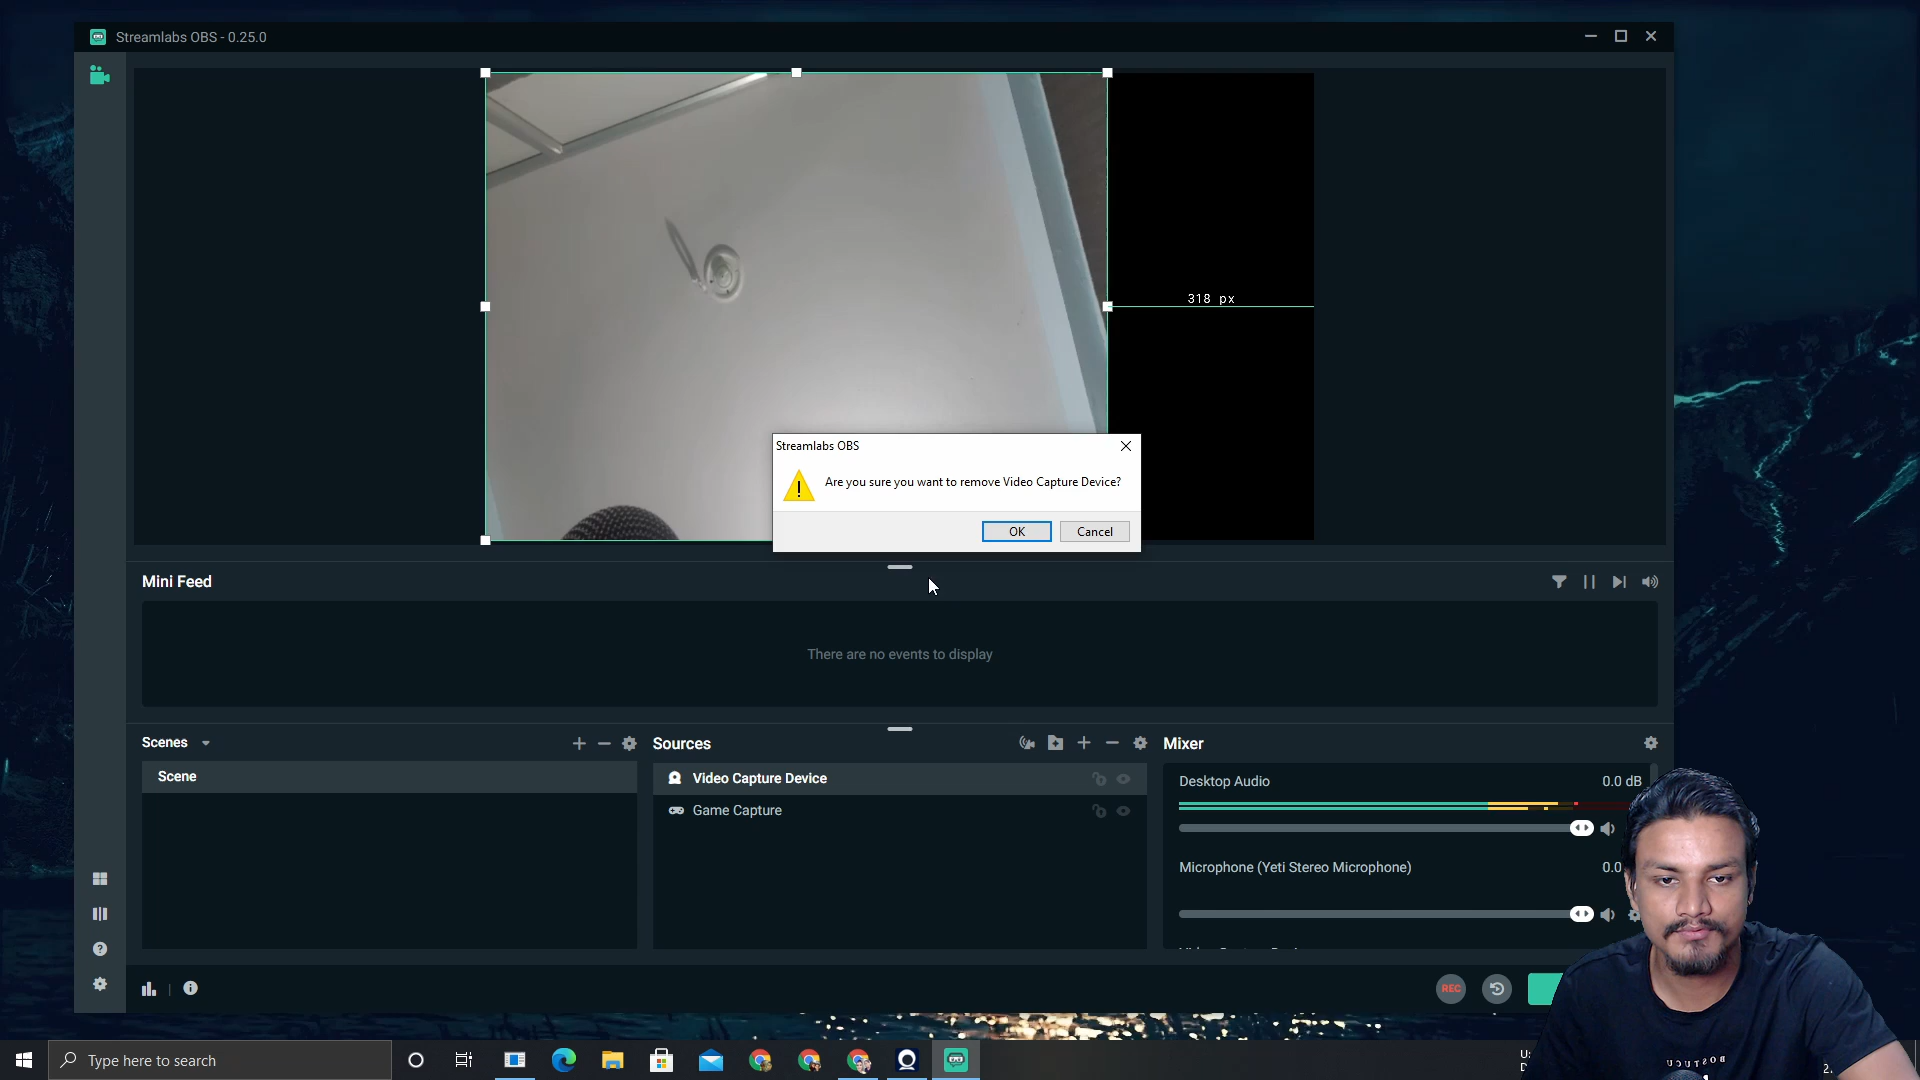 Streamlabs OBS - 0.25.0
318 px
Streamlabs OBS
Are you sure you want to remove Video Capture Device?
OK
Cancel
Mini Feed
There are no events to display
Scenes
Scene
Sources
Video Capture Device
Game Capture
Mixer
Desktop Audio
0.0 dB
Microphone (Yeti Stereo Microphone)
0.0
REC
Type here to search